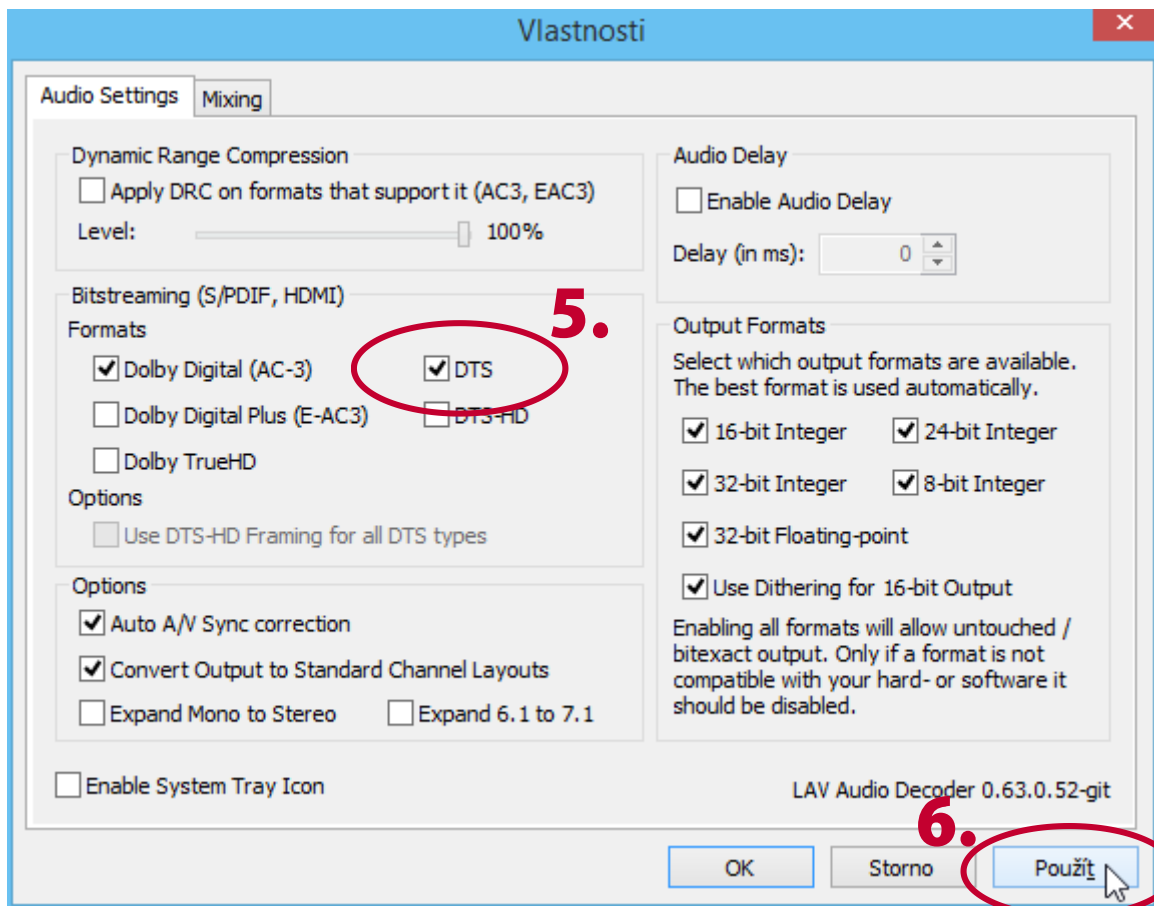 Vlastnosti
Audio Settings
Mixing
Dynamic Range Compression
Apply DRC on formats that support it (AC3, EAC3)
Level: 100%
Bitstreaming (S/PDIF, HDMI)
5.
Formats
Dolby Digital (AC-3) DTS
Dolby Digital Plus (E-AC3) DTS-HD
Dolby TrueHD
Options
Use DTS-HD Framing for all DTS types
Options
Auto A/V Sync correction
Convert Output to Standard Channel Layouts
Expand Mono to Stereo Expand 6.1 to 7.1
Enable System Tray Icon
Audio Delay
Enable Audio Delay
Delay (in ms): 0
Output Formats
Select which output formats are available.
The best format is used automatically.
16-bit Integer 24-bit Integer
32-bit Integer 8-bit Integer
32-bit Floating-point
Use Dithering for 16-bit Output
Enabling all formats will allow untouched /
bitexact output. Only if a format is not
compatible with your hard- or software it
should be disabled.
LAV Audio Decoder 0.63.0.52-git
6.
OK Storno Použít